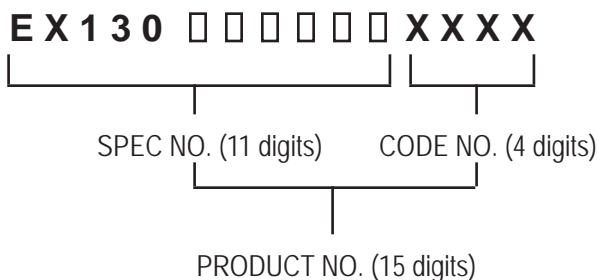 EX130 □□□□□□ XXXX
SPEC NO. (11 digits) CODE NO. (4 digits)
PRODUCT NO. (15 digits)